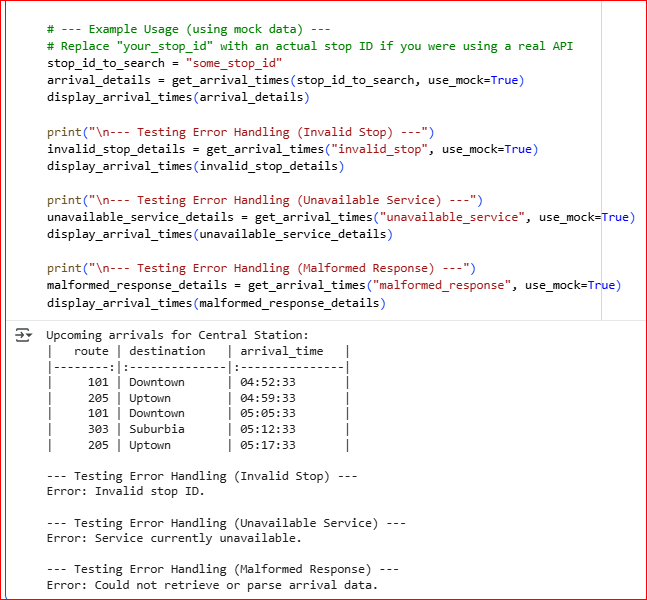 # --- Example Usage (using mock data) ---
# Replace "your_stop_id" with an actual stop ID if you were using a real API
stop_id_to_search = "some_stop_id"
arrival_details = get_arrival_times(stop_id_to_search, use_mock=True)
display_arrival_times(arrival_details)

print("\n--- Testing Error Handling (Invalid Stop) ---")
invalid_stop_details = get_arrival_times("invalid_stop", use_mock=True)
display_arrival_times(invalid_stop_details)

print("\n--- Testing Error Handling (Unavailable Service) ---")
unavailable_service_details = get_arrival_times("unavailable_service", use_mock=True)
display_arrival_times(unavailable_service_details)

print("\n--- Testing Error Handling (Malformed Response) ---")
malformed_response_details = get_arrival_times("malformed_response", use_mock=True)
display_arrival_times(malformed_response_details)

Upcoming arrivals for Central Station:
|   route | destination   | arrival_time   |
|--------:|:--------------|:---------------|
|     101 | Downtown      | 04:52:33       |
|     205 | Uptown        | 04:59:33       |
|     101 | Downtown      | 05:05:33       |
|     303 | Suburbia      | 05:12:33       |
|     205 | Uptown        | 05:17:33       |

--- Testing Error Handling (Invalid Stop) ---
Error: Invalid stop ID.

--- Testing Error Handling (Unavailable Service) ---
Error: Service currently unavailable.

--- Testing Error Handling (Malformed Response) ---
Error: Could not retrieve or parse arrival data.